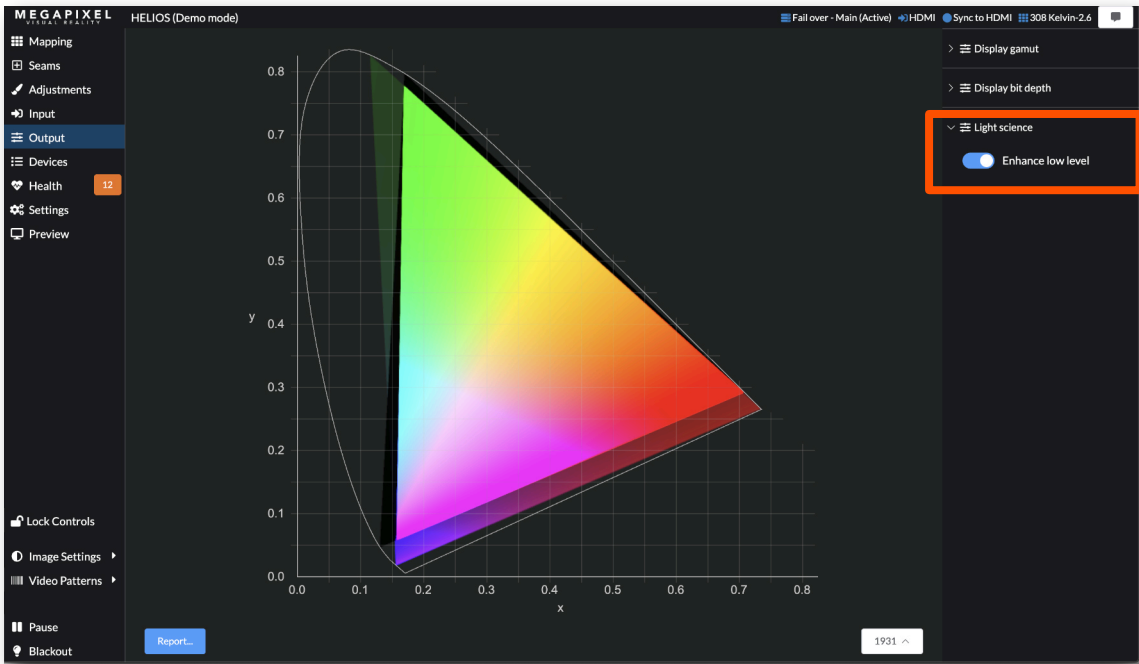 MEGAPIXEL
VISUAL REALITY
HELIOS (Demo mode)
Fail over - Main (Active)
HDMI
Sync to HDMI
308 Kelvin-2.6
Mapping
Seams
Adjustments
Input
Output
Devices
Health
12
Settings
Preview
Lock Controls
Image Settings
Video Patterns
Pause
Blackout
0.8
0.7
0.6
0.5
y
0.4
0.3
0.2
0.1
0.0
0.0 0.1 0.2 0.3 0.4 0.5 0.6 0.7 0.8
x
Report...
1931
Display gamut
Display bit depth
Light science
Enhance low level